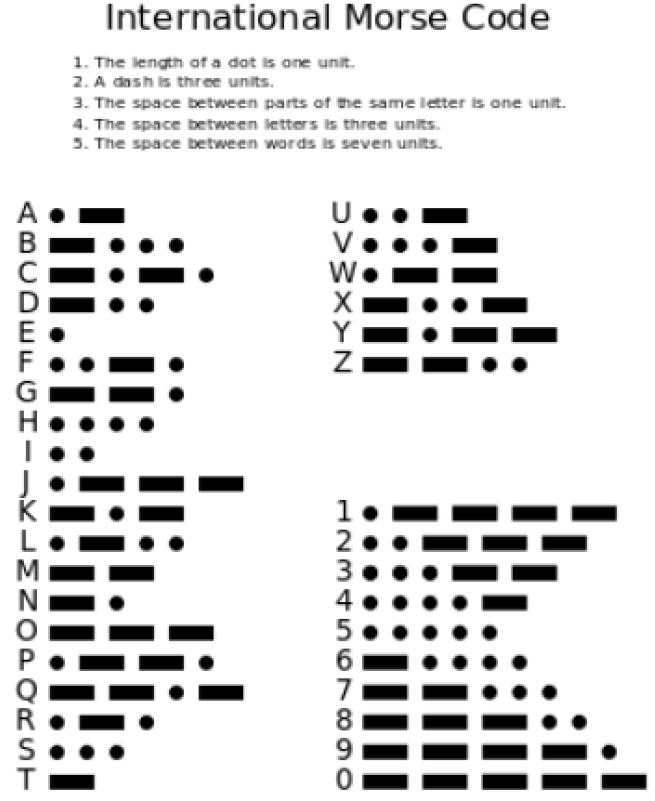 International Morse Code
1. The length of a dot is one unit.
2. A dash is three units.
3. The space between parts of the same letter is one unit.
4. The space between letters is three units.
5. The space between words is seven units.
A
B
C
D
E
F
G
H
I
J
K
L
M
N
O
P
Q
R
S
T
U
V
W
X
Y
Z
1
2
3
4
5
6
7
8
9
0